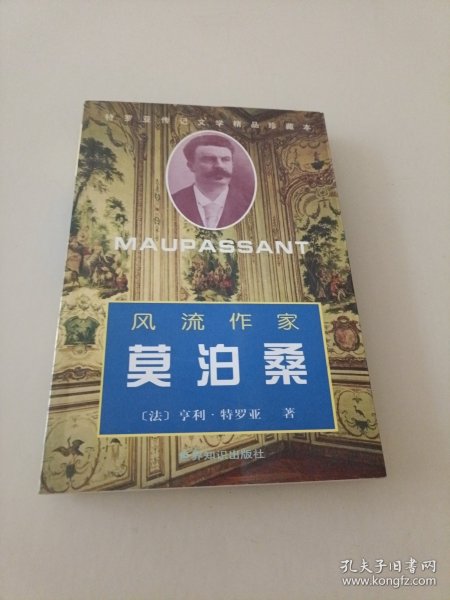 特罗亚传记文学精品珍藏本
MAUPASSANT
风流作家
莫泊桑
〔法〕亨利·特罗亚 著
世界知识出版社
孔夫子旧书网
www.kongfz.com